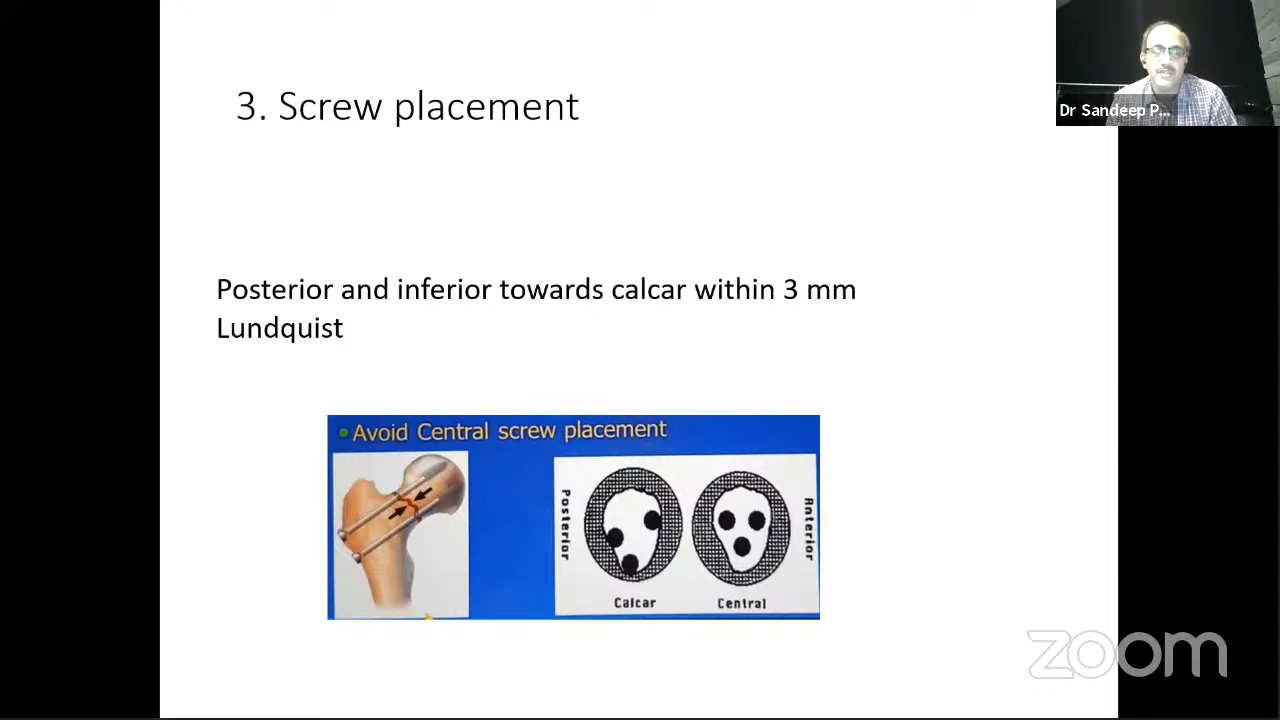 3. Screw placement
Dr Sandeep P...
Posterior and inferior towards calcar within 3 mm
Lundquist
Avoid Central screw placement
Posterior
Anterior
Calcar
Central
zoom